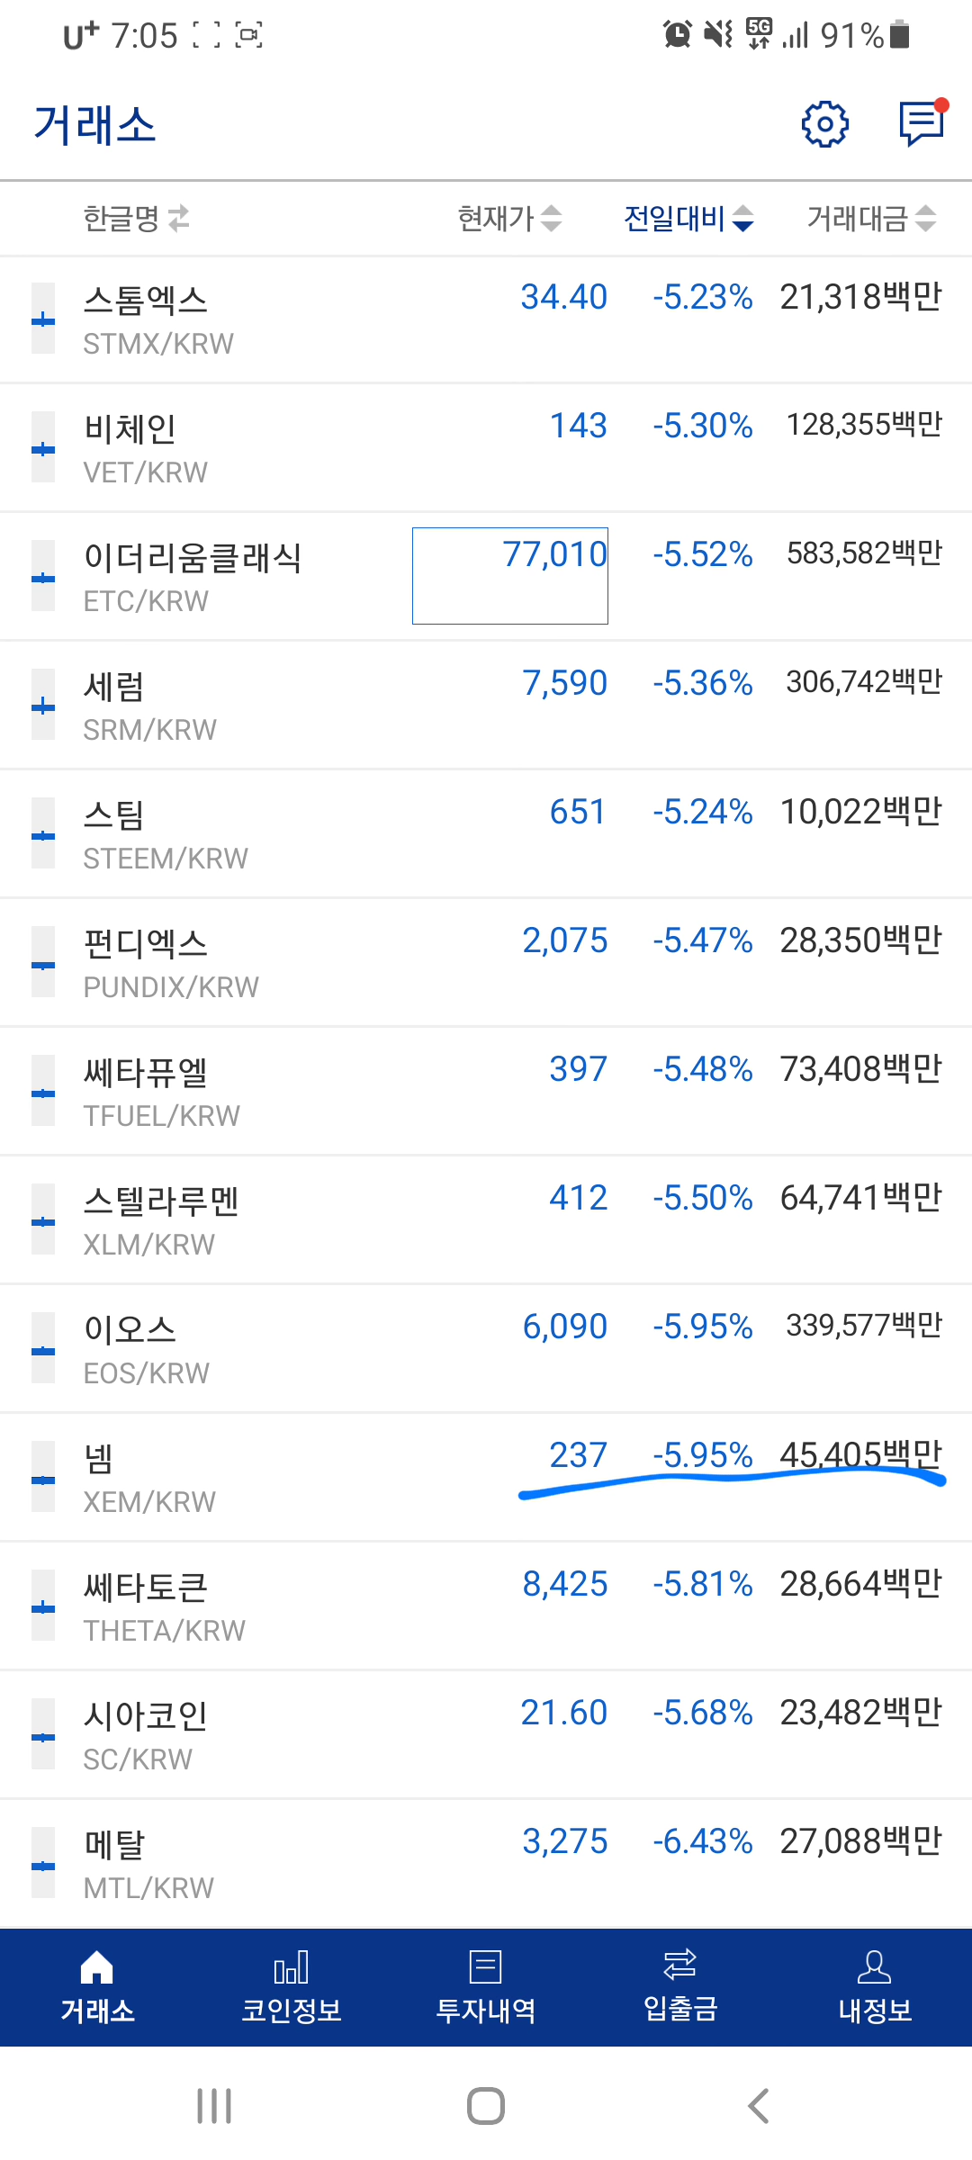 U+ 7:05 5G 91%
거래소
한글명 현재가 전일대비 거래대금
스톰엑스 34.40 -5.23% 21,318백만
STMX/KRW
비체인 143 -5.30% 128,355백만
VET/KRW
이더리움클래식 77,010 -5.52% 583,582백만
ETC/KRW
세럼 7,590 -5.36% 306,742백만
SRM/KRW
스팀 651 -5.24% 10,022백만
STEEM/KRW
펀디엑스 2,075 -5.47% 28,350백만
PUNDIX/KRW
쎄타퓨엘 397 -5.48% 73,408백만
TFUEL/KRW
스텔라루멘 412 -5.50% 64,741백만
XLM/KRW
이오스 6,090 -5.95% 339,577백만
EOS/KRW
넴 237 -5.95% 45,405백만
XEM/KRW
쎄타토큰 8,425 -5.81% 28,664백만
THETA/KRW
시아코인 21.60 -5.68% 23,482백만
SC/KRW
메탈 3,275 -6.43% 27,088백만
MTL/KRW
거래소 코인정보 투자내역 입출금 내정보